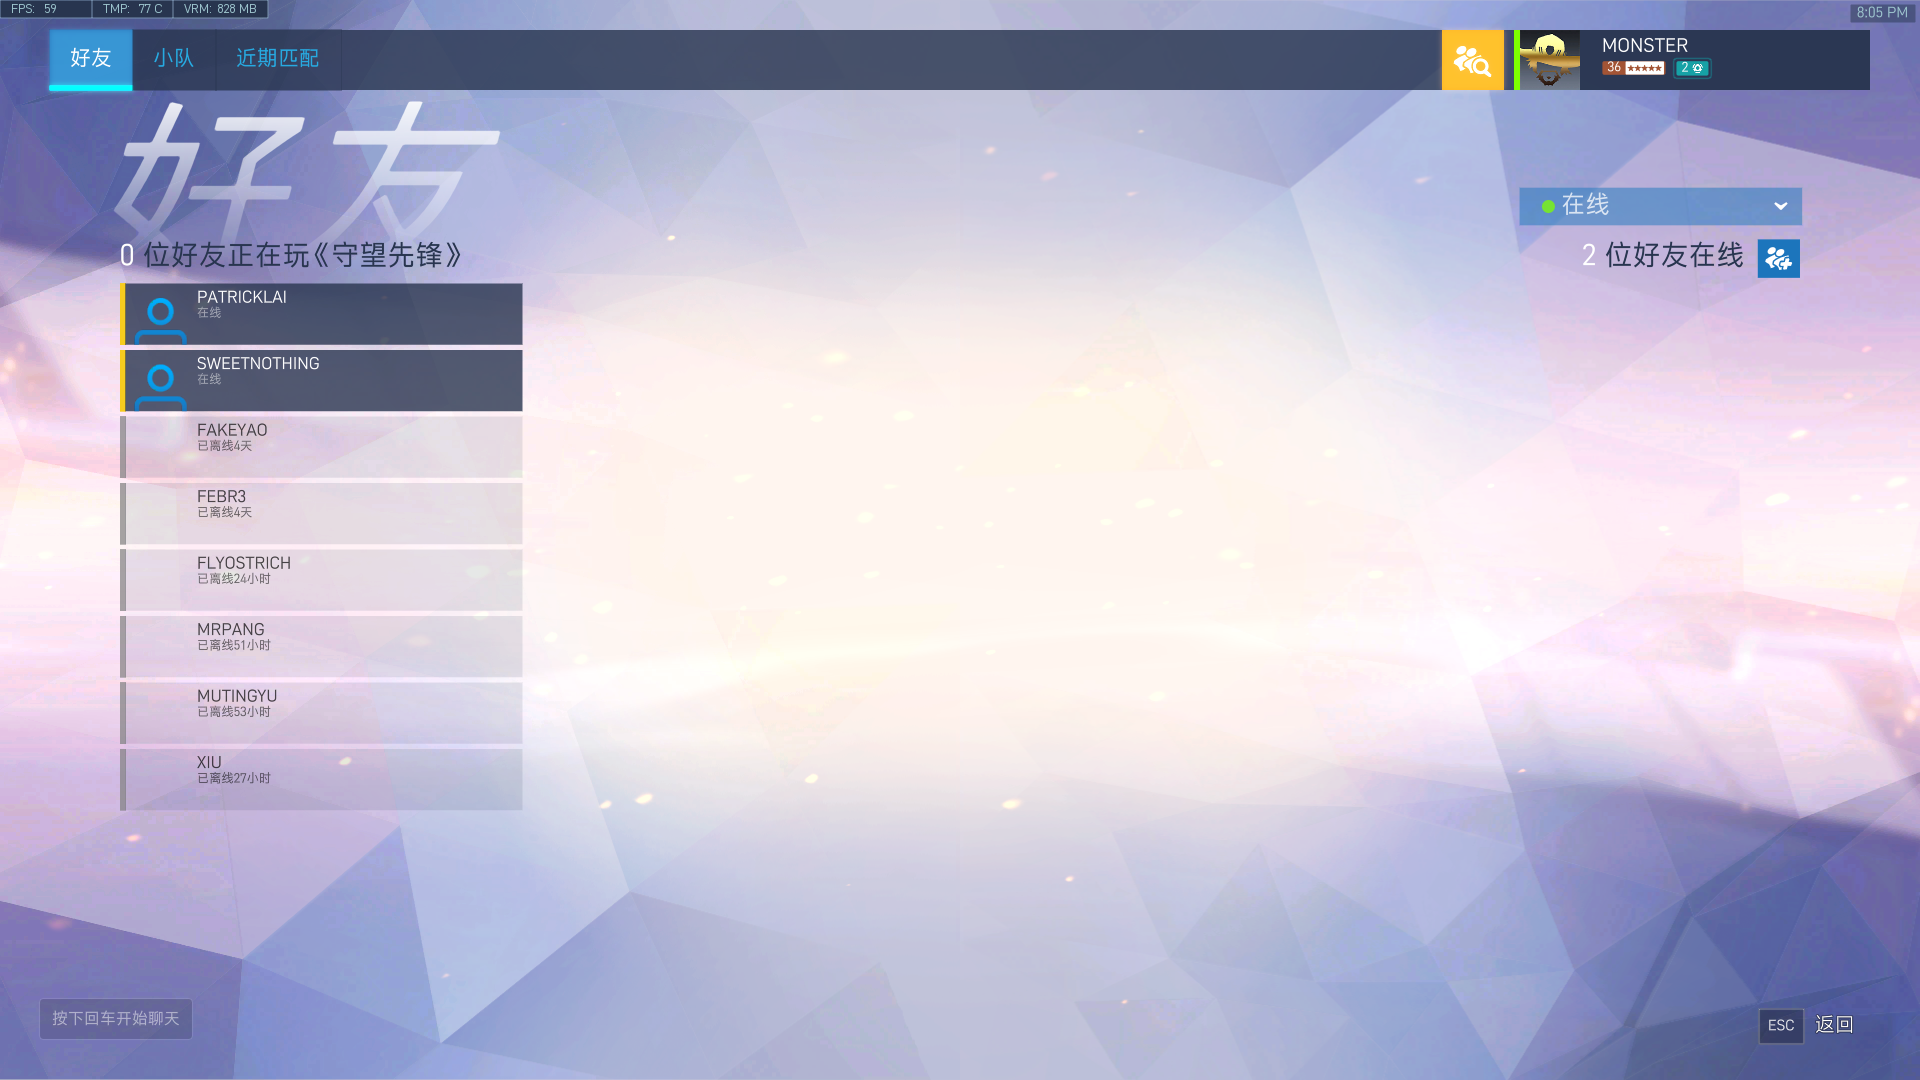 FPS: 59 TMP: 77 C VRM: 828 MB
8:05 PM
好友 小队 近期匹配
MONSTER
36 ★★★★★ 2
好友
0 位好友正在玩《守望先锋》
在线
2 位好友在线
PATRICKLAI
在线
SWEETNOTHING
在线
FAKEYAO
已离线4天
FEBR3
已离线4天
FLYOSTRICH
已离线24小时
MRPANG
已离线51小时
MUTINGYU
已离线53小时
XIU
已离线27小时
按下回车开始聊天
ESC 返回